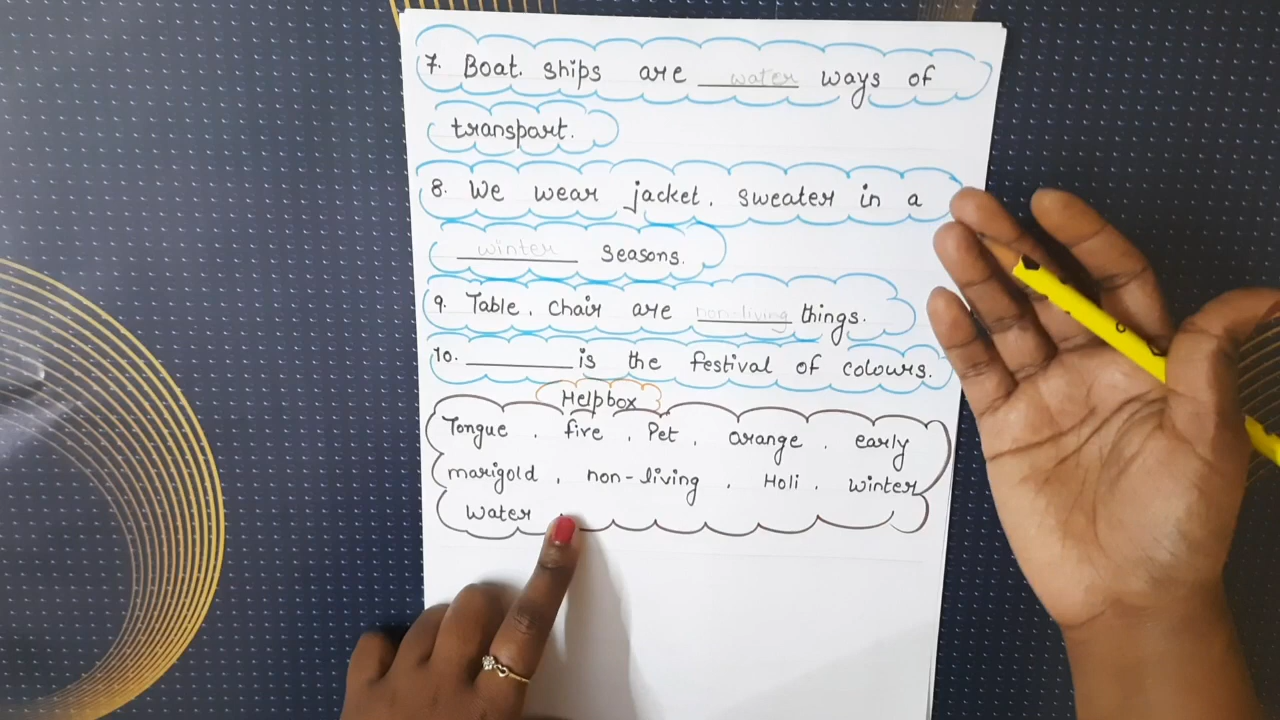 7. Boat. ships are water ways of
transport.
8. We wear jacket. sweater in a
winter seasons.
9. Table. chair are non-living things.
10. ________ is the festival of colours.
Helpbox
Tongue . five . Pet . orange . early
marigold . non-living . Holi . winter
water